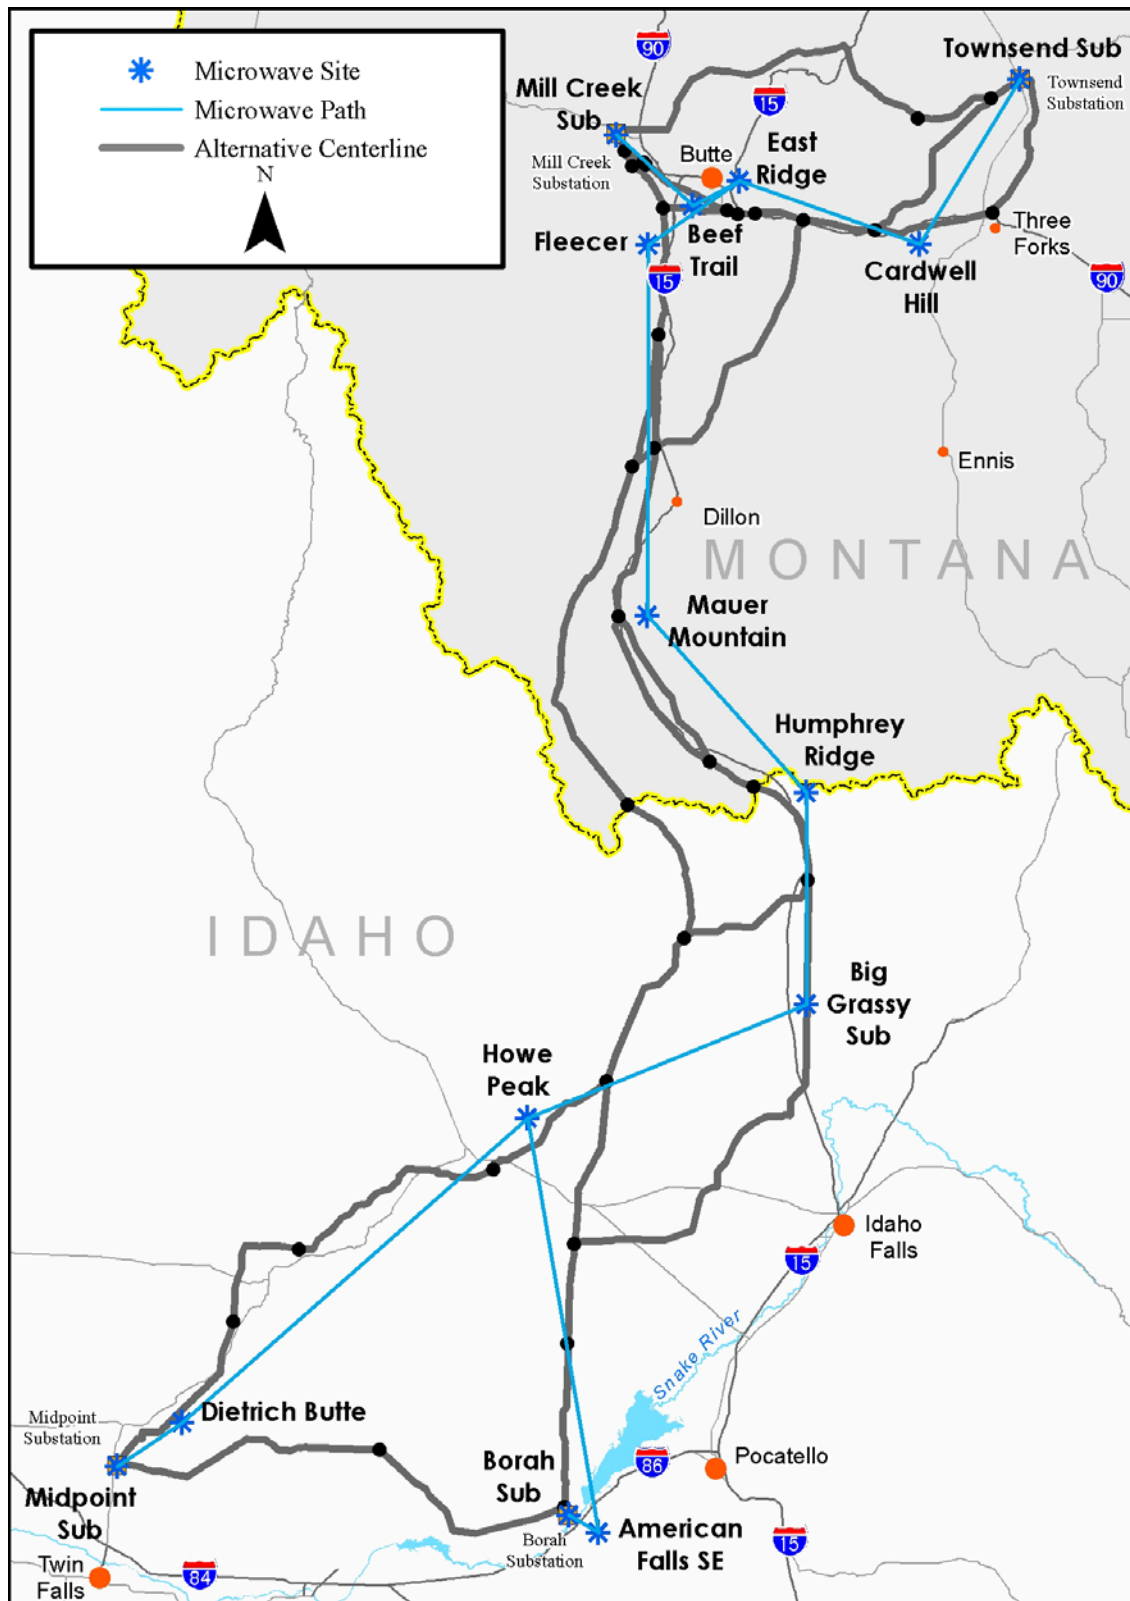 Microwave Site
Microwave Path
Alternative Centerline
N
90
Townsend Sub
Townsend
Substation
Mill Creek
Sub
15
East
Ridge
Butte
Mill Creek
Substation
Fleecer
Beef
Trail
15
Three
Forks
Cardwell
Hill
90
Ennis
Dillon
MONTANA
Mauer
Mountain
Humphrey
Ridge
IDAHO
Big
Grassy
Sub
Howe
Peak
Idaho
Falls
15
Snake River
Dietrich Butte
Midpoint
Substation
Midpoint
Sub
Borah
Sub
86
Pocatello
Borah
Substation
American
Falls SE
15
Twin
Falls
84